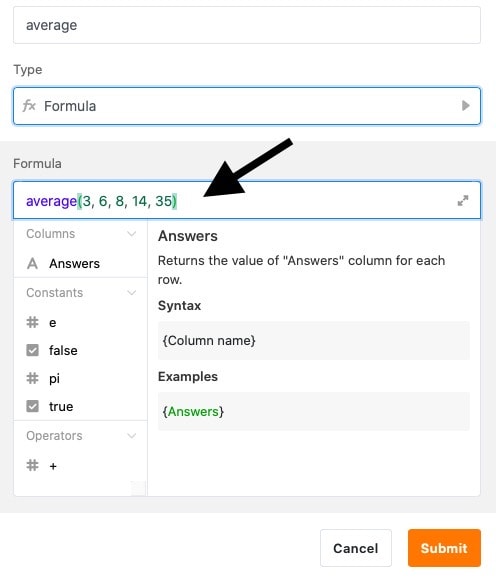 average
Type
fx Formula
Formula
average(3, 6, 8, 14, 35)
Columns
Answers
Constants
e
false
pi
true
Operators
+
Answers
Returns the value of "Answers" column for each
row.
Syntax
{Column name}
Examples
{Answers}
Cancel
Submit